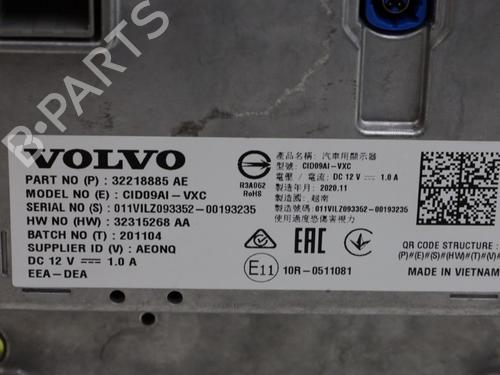 B-PARTS
VOLVO
PART NO (P) : 32218885 AE
MODEL NO (E) : CID09AI-VXC
SERIAL NO (S) : 011VILZ093352-00193235
HW NO (HW) : 32315268 AA
BATCH NO (T) : 201104
SUPPLIER ID (V) : AEONQ
DC 12 V ⎓ 1.0 A
EEA-DEA
R3A062
RoHS
產品名稱: 汽車用顯示器
型號: CID09AI-VXC
電壓 / 電流: DC 12 V ⎓ 1.0 A
製造年月: 2020.11
製造國: 越南
製造號碼: 011VILZ093352-00193235
使用過度恐傷害視力
EAC
E11
10R-0511081
QR CODE STRUCTURE :
(P)#(E)#(S)#(HW)#(T)#(V)#
MADE IN VIETNAM